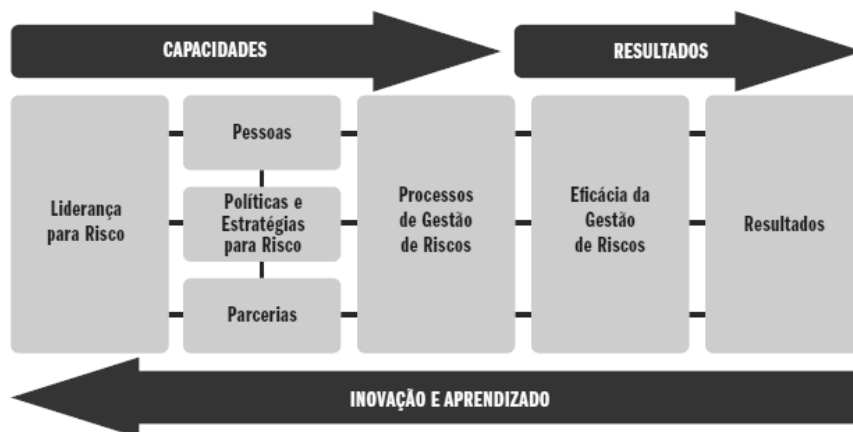 CAPACIDADES
RESULTADOS
Liderança
para Risco
Pessoas
Políticas e
Estratégias
para Risco
Parcerias
Processos
de Gestão
de Riscos
Eficácia da
Gestão
de Riscos
Resultados
INOVAÇÃO E APRENDIZADO